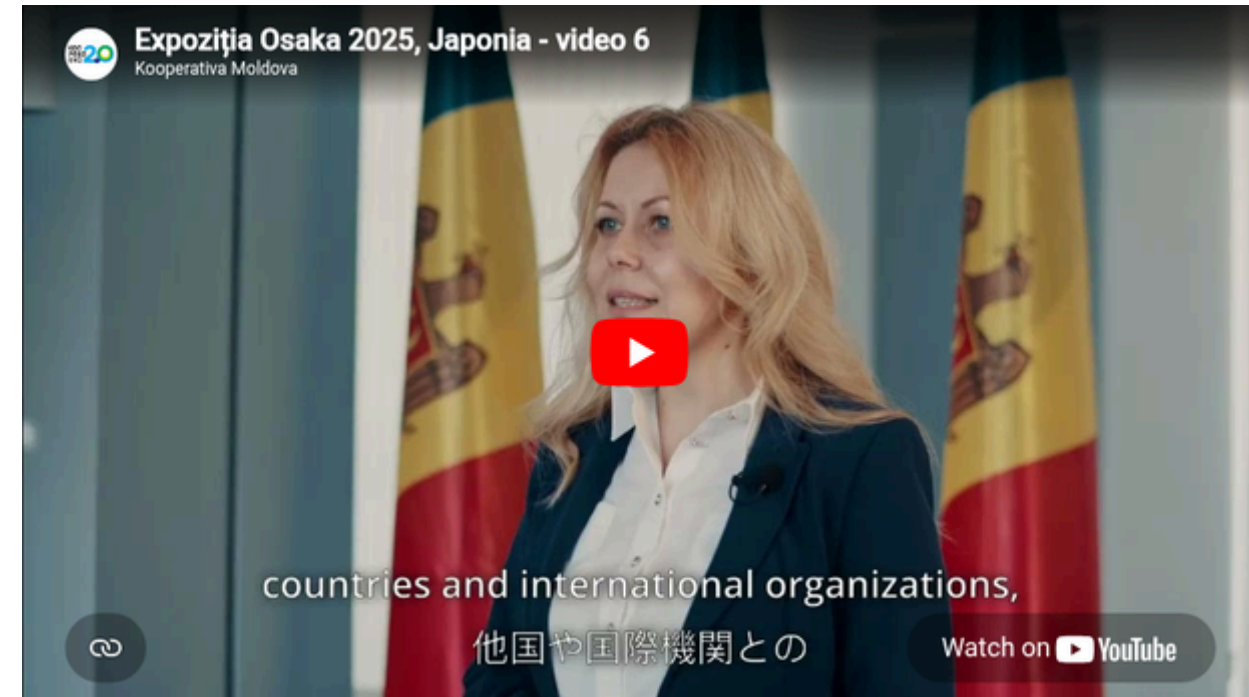 Expoziția Osaka 2025, Japonia - video 6
Kooperativa Moldova
countries and international organizations,
他国や国際機関との
Watch on YouTube